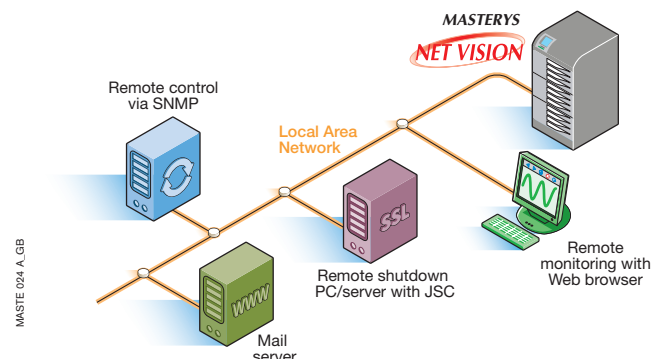 MASTERYS
NET VISION
Remote control
via SNMP
Local Area
Network
SSL
WWW
Remote shutdown
PC/server with JSC
Remote
monitoring with
Web browser
Mail
server
MASTE 024 A_GB